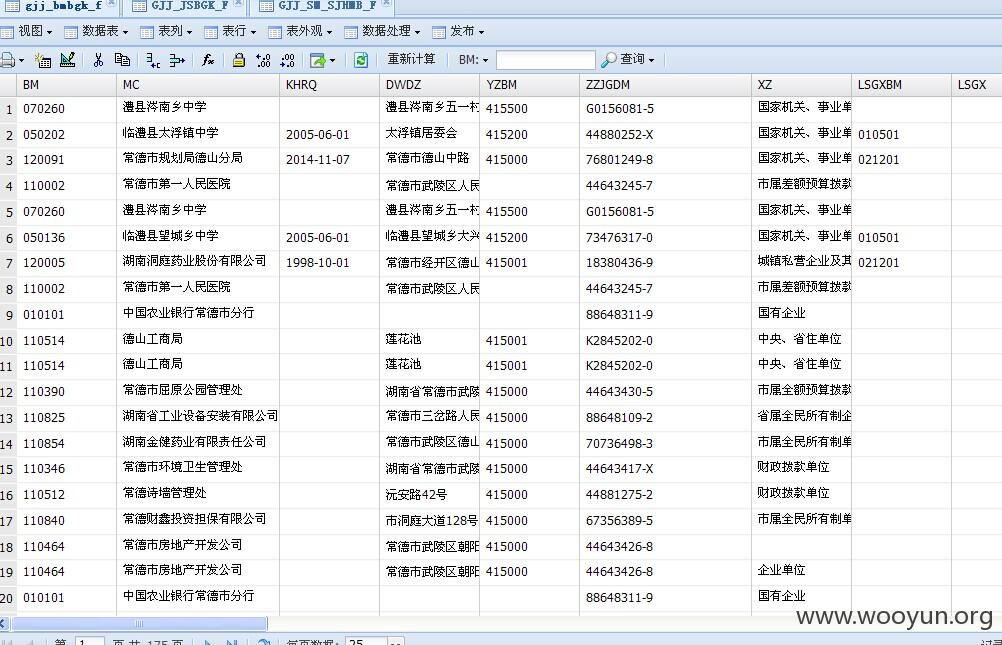 gjj_bmbgk_f GJJ_JSBGK_F GJJ_SW_SJHMB_F
视图 数据表 表列 表行 表外观 数据处理 发布
重新计算 BM: 查询
BM MC KHRQ DWDZ YZBM ZZJGDM XZ LSGXBM LSGX
1 070260 澧县涔南乡中学 澧县涔南乡五一村 415500 G0156081-5 国家机关、事业单
2 050202 临澧县太浮镇中学 2005-06-01 太浮镇居委会 415200 44880252-X 国家机关、事业单 010501
3 120091 常德市规划局德山分局 2014-11-07 常德市德山中路 415000 76801249-8 国家机关、事业单 021201
4 110002 常德市第一人民医院 常德市武陵区人民 44643245-7 市属差额预算拨款
5 070260 澧县涔南乡中学 澧县涔南乡五一村 415500 G0156081-5 国家机关、事业单
6 050136 临澧县望城乡中学 2005-06-01 临澧县望城乡大兴 415200 73476317-0 国家机关、事业单 010501
7 120005 湖南洞庭药业股份有限公司 1998-10-01 常德市经开区德山 415001 18380436-9 城镇私营企业及其 021201
8 110002 常德市第一人民医院 常德市武陵区人民 44643245-7 市属差额预算拨款
9 010101 中国农业银行常德市分行 88648311-9 国有企业
10 110514 德山工商局 莲花池 415001 K2845202-0 中央、省住单位
11 110514 德山工商局 莲花池 415001 K2845202-0 中央、省住单位
12 110390 常德市屈原公园管理处 湖南省常德市武陵 415000 44643430-5 市属全额预算拨款
13 110825 湖南省工业设备安装有限公司 常德市三岔路人民 415000 88648109-2 省属全民所有制企
14 110854 湖南金健药业有限责任公司 常德市武陵区德山 415000 70736498-3 市属全民所有制单
15 110346 常德市环境卫生管理处 湖南省常德市武陵 415000 44643417-X 财政拨款单位
16 110512 常德诗墙管理处 沅安路42号 415000 44881275-2 财政拨款单位
17 110840 常德财鑫投资担保有限公司 市洞庭大道128号 415000 67356389-5 市属全民所有制单
18 110464 常德市房地产开发公司 常德市武陵区朝阳 415000 44643426-8
19 110464 常德市房地产开发公司 常德市武陵区朝阳 415000 44643426-8 企业单位
20 010101 中国农业银行常德市分行 88648311-9 国有企业
www.wooyun.org
第 1 页 共 175 页 每页数据: 25